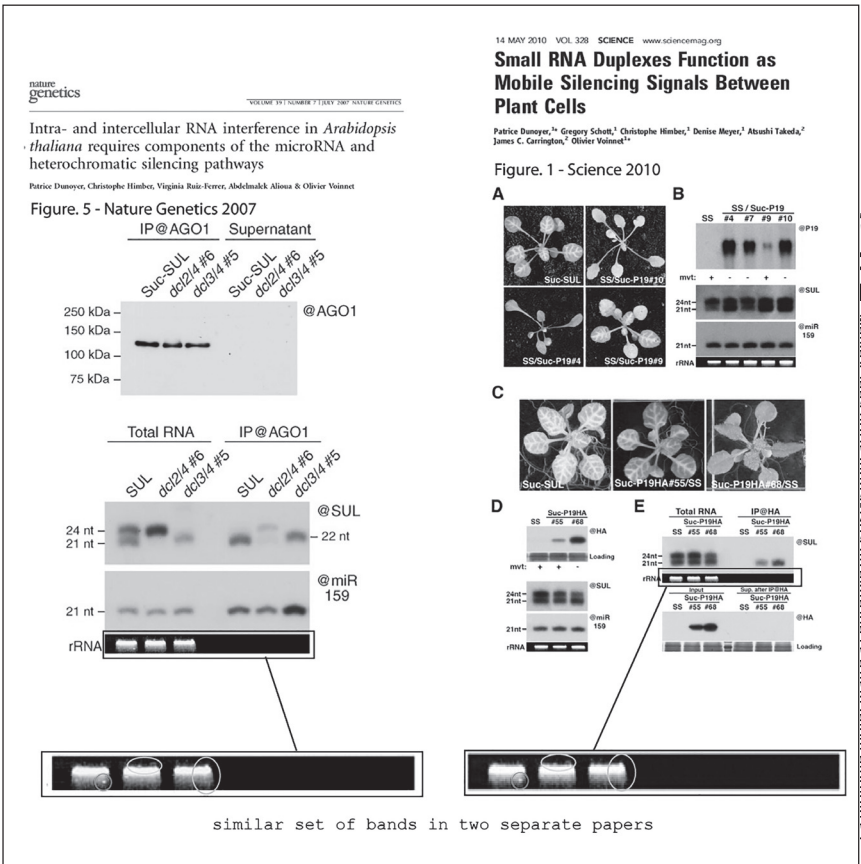 nature
genetics
VOLUME 39 | NUMBER 7 | JULY 2007 NATURE GENETICS
Intra- and intercellular RNA interference in Arabidopsis
thaliana requires components of the microRNA and
heterochromatic silencing pathways
Patrice Dunoyer, Christophe Himber, Virginia Ruiz-Ferrer, Abdelmalek Alioua & Olivier Voinnet
Figure. 5 - Nature Genetics 2007
IP@AGO1 Supernatant
Suc-SUL dcl2/4 #6 dcl3/4 #5 Suc-SUL dcl2/4 #6 dcl3/4 #5
@AGO1
250 kDa
150 kDa
100 kDa
75 kDa
Total RNA IP@AGO1
SUL dcl2/4 #6 dcl3/4 #5 SUL dcl2/4 #6 dcl3/4 #5
@SUL
24 nt
21 nt 22 nt
@miR
159
21 nt
rRNA
14 MAY 2010 VOL 328 SCIENCE www.sciencemag.org
Small RNA Duplexes Function as
Mobile Silencing Signals Between
Plant Cells
Patrice Dunoyer,1* Gregory Schott,1 Christophe Himber,1 Denise Meyer,1 Atsushi Takeda,2
James C. Carrington,2 Olivier Voinnet1*
Figure. 1 - Science 2010
A
Suc-SUL SS/Suc-P19#10
SS/Suc-P19#4 SS/Suc-P19#9
B
SS / Suc-P19
SS #4 #7 #9 #10
@P19
mvt: + - - + -
@SUL
24nt
21nt
@miR
159
21nt
rRNA
C
Suc-SUL Suc-P19HA#55/SS Suc-P19HA#68/SS
D
Suc-P19HA
SS #55 #68
@HA
Loading
mvt: + + -
@SUL
24nt
21nt
@miR
159
21nt
rRNA
E
Total RNA IP@HA
Suc-P19HA Suc-P19HA
SS #55 #68 SS #55 #68
@SUL
24nt
21nt
rRNA
Input Sup. after IP@HA
Suc-P19HA Suc-P19HA
SS #55 #68 SS #55 #68
@HA
Loading
similar set of bands in two separate papers